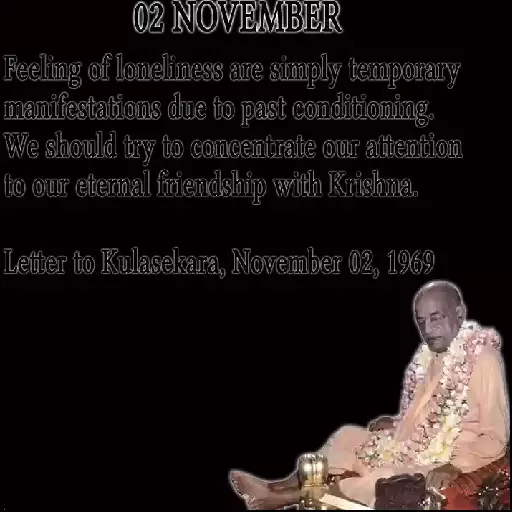 02 NOVEMBER
Feeling of loneliness are simply temporary
manifestations due to past conditioning.
We should try to concentrate our attention
to our eternal friendship with Krishna.
Letter to Kulasekara, November 02, 1969